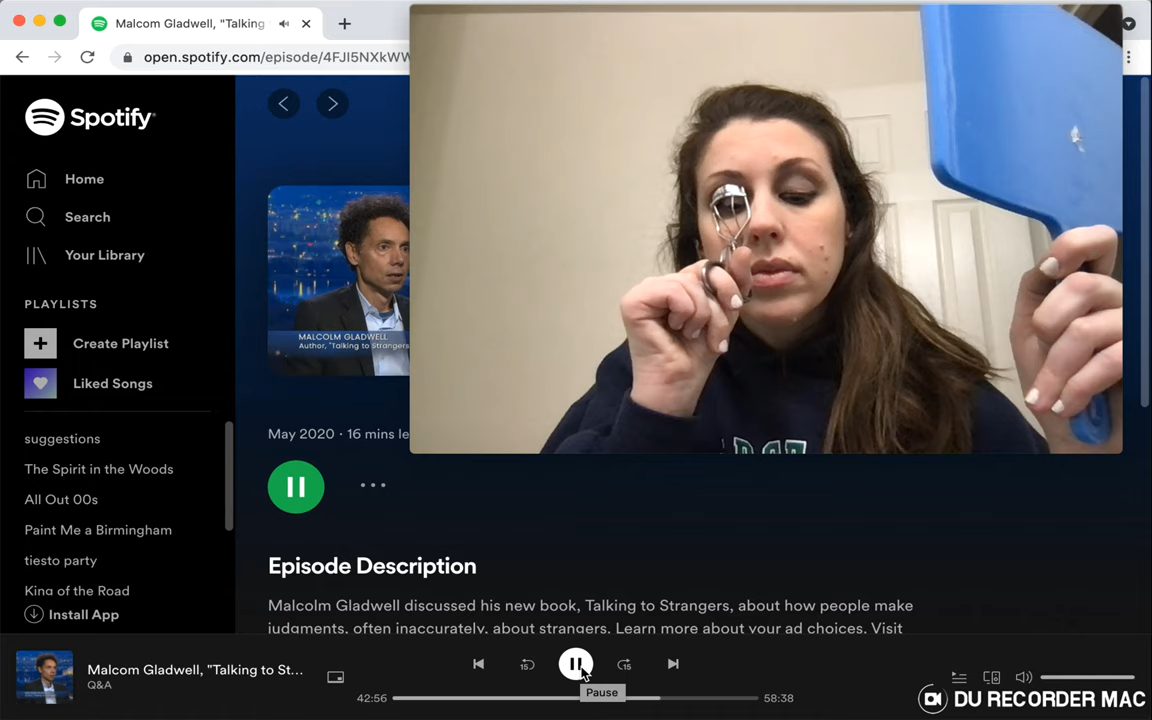 Malcom Gladwell, "Talking
open.spotify.com/episode/4FJI5NXkWW
Spotify
Home
Search
Your Library
PLAYLISTS
Create Playlist
Liked Songs
suggestions
The Spirit in the Woods
All Out 00s
Paint Me a Birmingham
tiesto party
King of the Road
Install App
MALCOLM GLADWELL
Author, "Talking to Strangers
May 2020 · 16 mins le
Episode Description
Malcolm Gladwell discussed his new book, Talking to Strangers, about how people make
judgments, often inaccurately, about strangers. Learn more about your ad choices. Visit
Malcom Gladwell, "Talking to St...
Q&A
15
15
Pause
42:56
58:38
DU RECORDER MAC